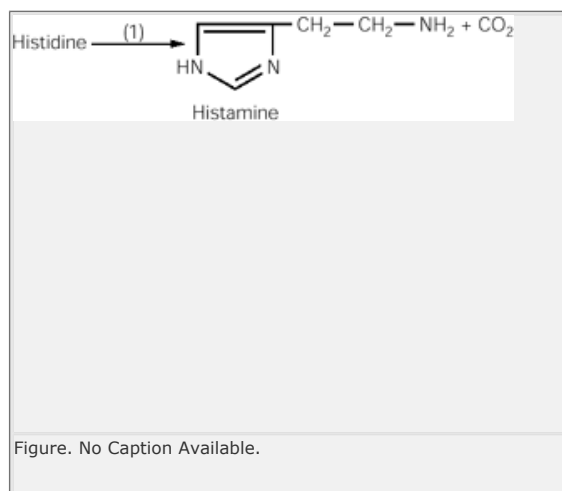 Histidine (1) CH₂—CH₂—NH₂ + CO₂
HN N
Histamine
Figure. No Caption Available.